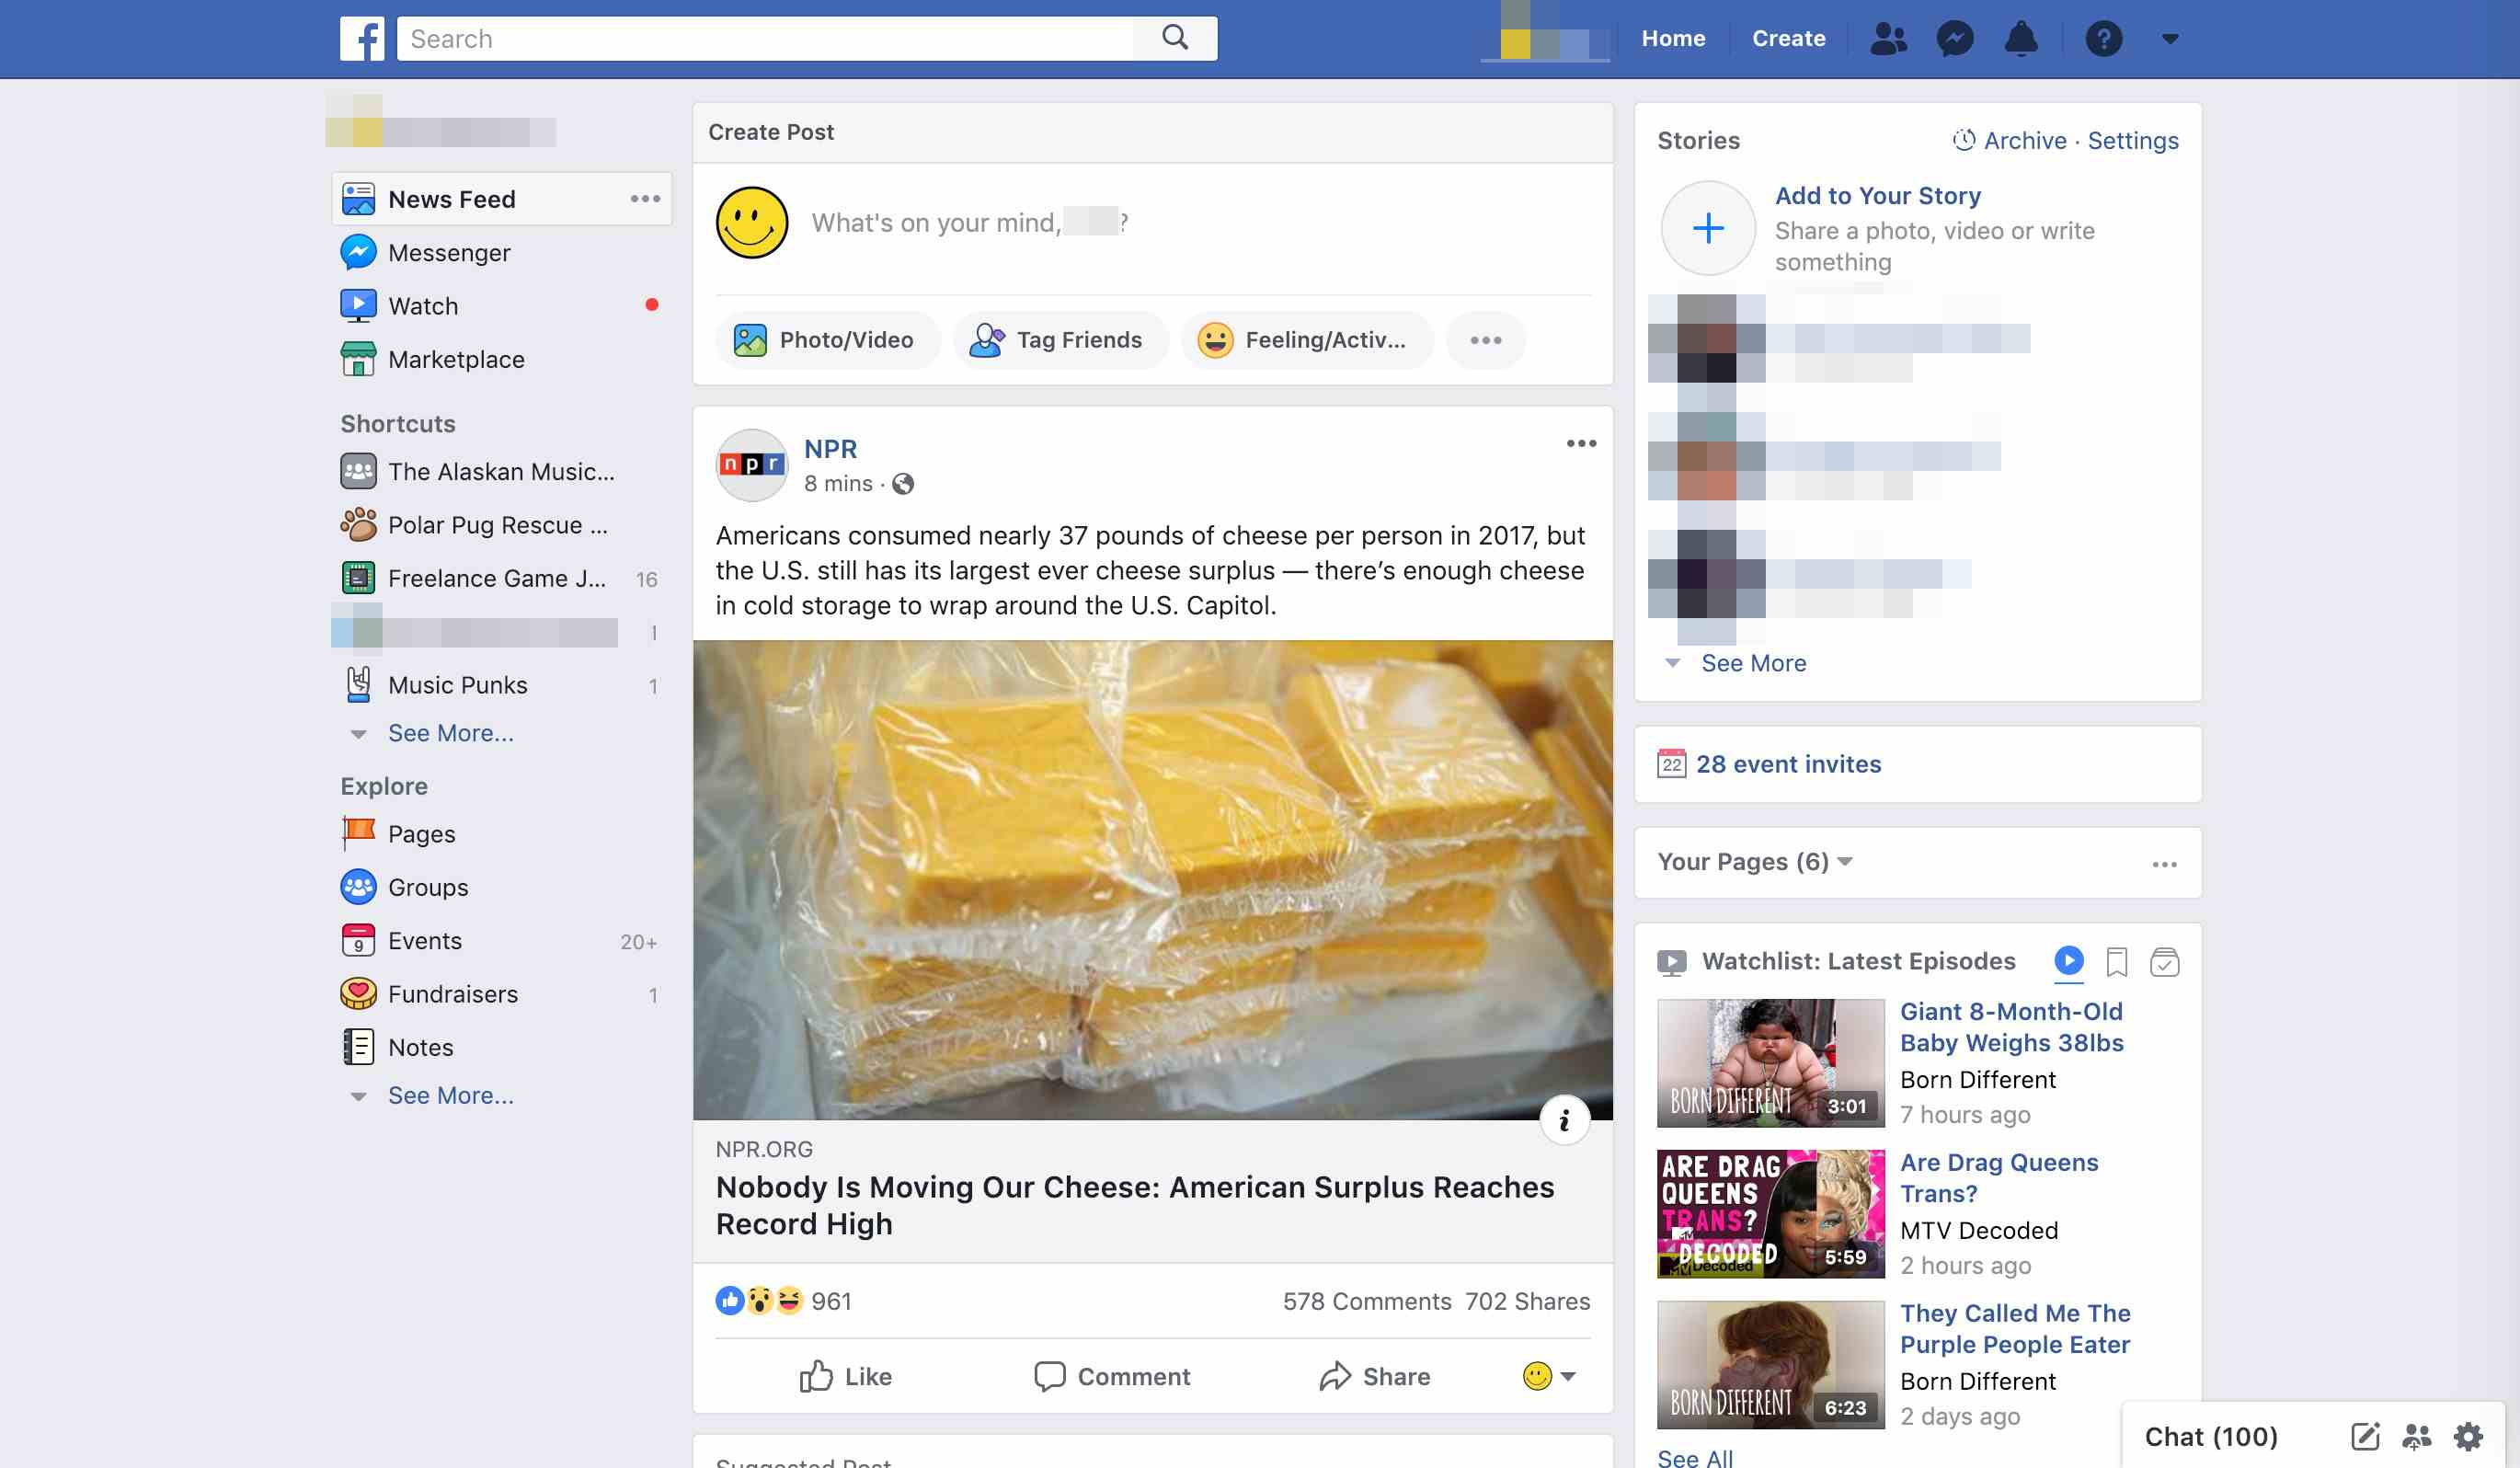 Search
Home
Create
News Feed
Messenger
Watch
Marketplace
Shortcuts
The Alaskan Music...
Polar Pug Rescue ...
Freelance Game J... 16
1
Music Punks 1
See More...
Explore
Pages
Groups
9
Events 20+
Fundraisers 1
Notes
See More...
Create Post
What's on your mind, ?
Photo/Video
Tag Friends
Feeling/Activ...
npr
NPR
8 mins ·
Americans consumed nearly 37 pounds of cheese per person in 2017, but
the U.S. still has its largest ever cheese surplus — there's enough cheese
in cold storage to wrap around the U.S. Capitol.
i
NPR.ORG
Nobody Is Moving Our Cheese: American Surplus Reaches
Record High
961
578 Comments 702 Shares
Like
Comment
Share
Suggested Post
Stories
Archive · Settings
Add to Your Story
Share a photo, video or write
something
See More
22
28 event invites
Your Pages (6)
Watchlist: Latest Episodes
BORN DIFFERENT
3:01
Giant 8-Month-Old
Baby Weighs 38lbs
Born Different
7 hours ago
ARE DRAG
QUEENS
TRANS?
DECODED
Decoded
5:59
Are Drag Queens
Trans?
MTV Decoded
2 hours ago
BORN DIFFERENT
6:23
They Called Me The
Purple People Eater
Born Different
2 days ago
See All
Chat (100)